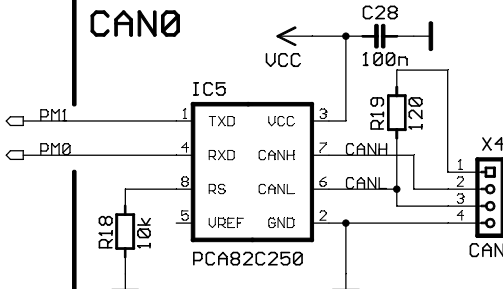 CAN0
C28
VCC
100n
IC5
R19
120
PM1
1
TXD
VCC
3
X4
PM0
4
RXD
CANH
7
CANH
1
8
RS
CANL
6
CANL
2
3
R18
10k
5
VREF
GND
2
4
PCA82C250
CAN